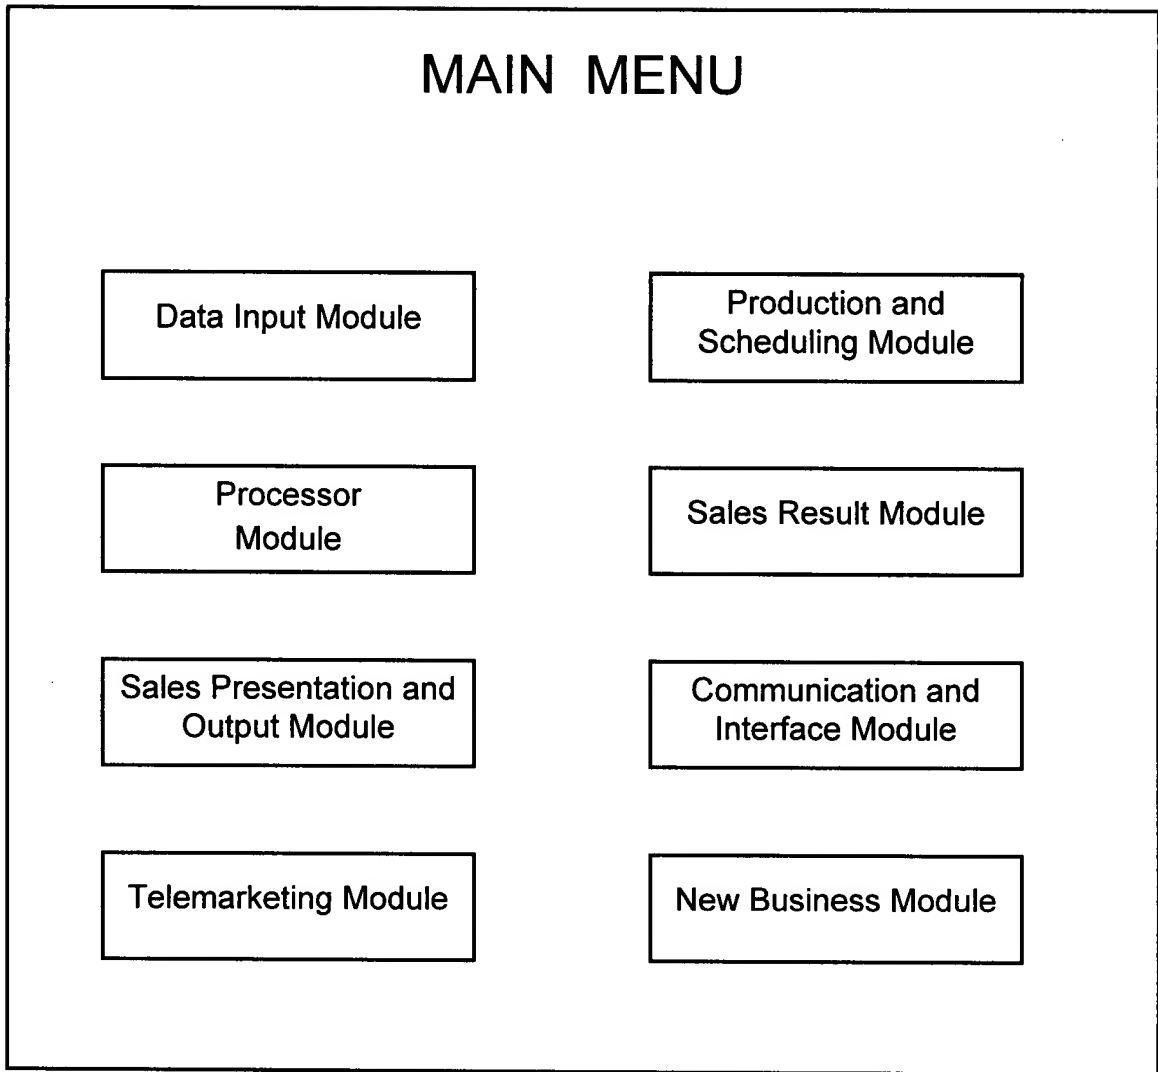 MAIN MENU
Data Input Module
Production and
Scheduling Module
Processor
Module
Sales Result Module
Sales Presentation and
Output Module
Communication and
Interface Module
Telemarketing Module
New Business Module